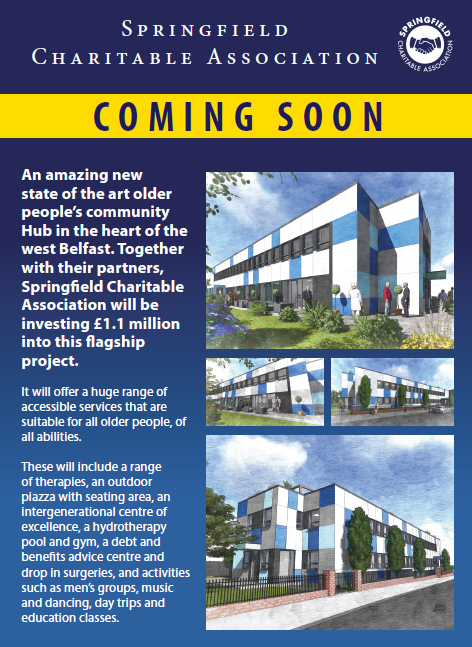 SPRINGFIELD
CHARITABLE ASSOCIATION
SPRINGFIELD
CHARITABLE ASSOCIATION
COMING SOON
An amazing new
state of the art older
people's community
Hub in the heart of the
west Belfast. Together
with their partners,
Springfield Charitable
Association will be
investing £1.1 million
into this flagship
project.
It will offer a huge range of
accessible services that are
suitable for all older people, of
all abilities.
These will include a range
of therapies, an outdoor
piazza with seating area, an
intergenerational centre of
excellence, a hydrotherapy
pool and gym, a debt and
benefits advice centre and
drop in surgeries, and activities
such as men's groups, music
and dancing, day trips and
education classes.